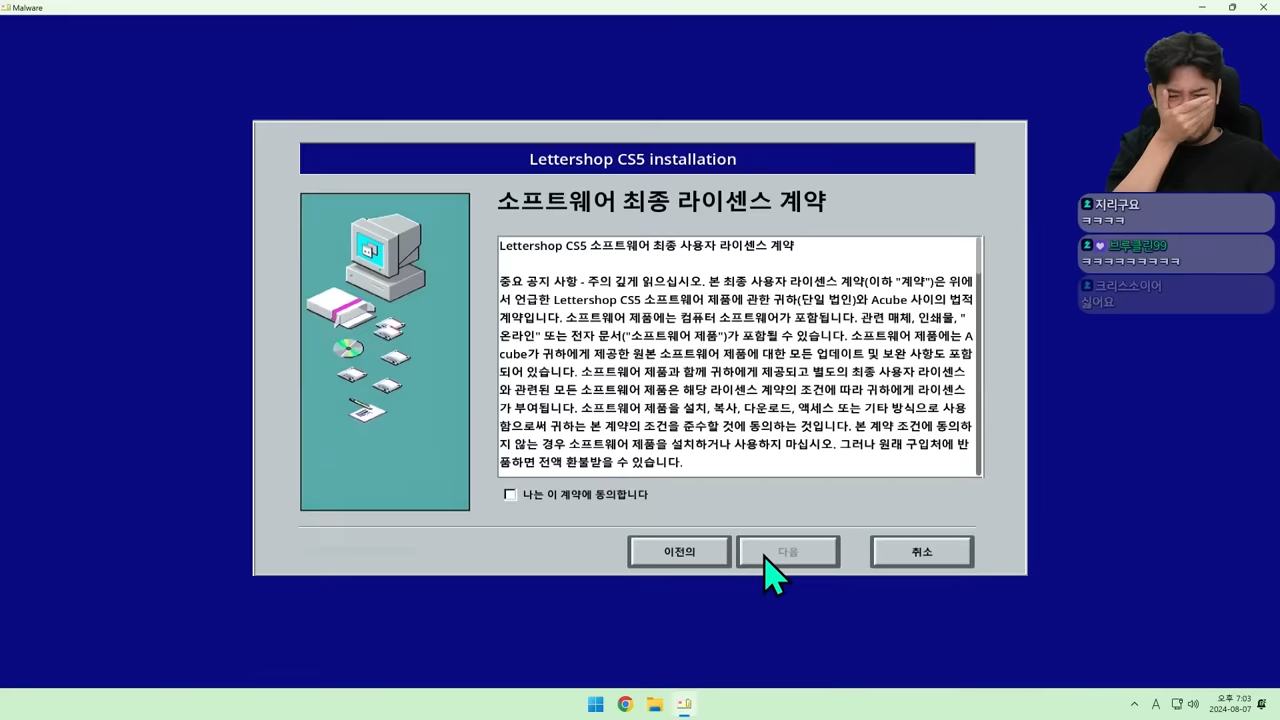 Malware
Lettershop CS5 installation
소프트웨어 최종 라이센스 계약
Lettershop CS5 소프트웨어 최종 사용자 라이센스 계약
중요 공지 사항 - 주의 깊게 읽으십시오. 본 최종 사용자 라이센스 계약(이하 "계약")은 위에
서 언급한 Lettershop CS5 소프트웨어 제품에 관한 귀하(단일 법인)와 Acube 사이의 법적
계약입니다. 소프트웨어 제품에는 컴퓨터 소프트웨어가 포함됩니다. 관련 매체, 인쇄물, "
온라인" 또는 전자 문서("소프트웨어 제품")가 포함될 수 있습니다. 소프트웨어 제품에는 A
cube가 귀하에게 제공한 원본 소프트웨어 제품에 대한 모든 업데이트 및 보완 사항도 포함
되어 있습니다. 소프트웨어 제품과 함께 귀하에게 제공되고 별도의 최종 사용자 라이센스
와 관련된 모든 소프트웨어 제품은 해당 라이센스 계약의 조건에 따라 귀하에게 라이센스
가 부여됩니다. 소프트웨어 제품을 설치, 복사, 다운로드, 액세스 또는 기타 방식으로 사용
함으로써 귀하는 본 계약의 조건을 준수할 것에 동의하는 것입니다. 본 계약 조건에 동의하
지 않는 경우 소프트웨어 제품을 설치하거나 사용하지 마십시오. 그러나 원래 구입처에 반
품하면 전액 환불받을 수 있습니다.
나는 이 계약에 동의합니다
이전의
다음
취소
지리구요
ㅋㅋㅋㅋ
브루클린99
ㅋㅋㅋㅋㅋㅋㅋㅋㅋ
크리스소이어
싫어요
A
오후 7:03
2024-08-07